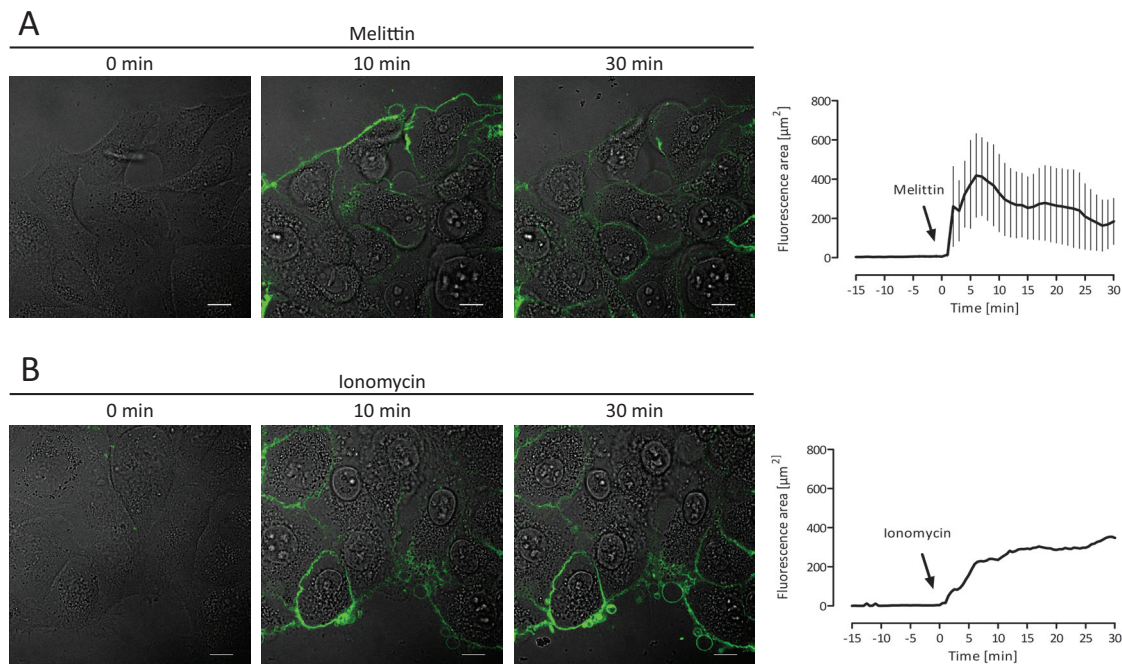 A
Melittin
0 min
10 min
30 min
Fluorescence area [µm²]
800
600
400
200
0
Melittin
-15 -10 -5 0 5 10 15 20 25 30
Time [min]
B
Ionomycin
0 min
10 min
30 min
Fluorescence area [µm²]
800
600
400
200
0
Ionomycin
-15 -10 -5 0 5 10 15 20 25 30
Time [min]